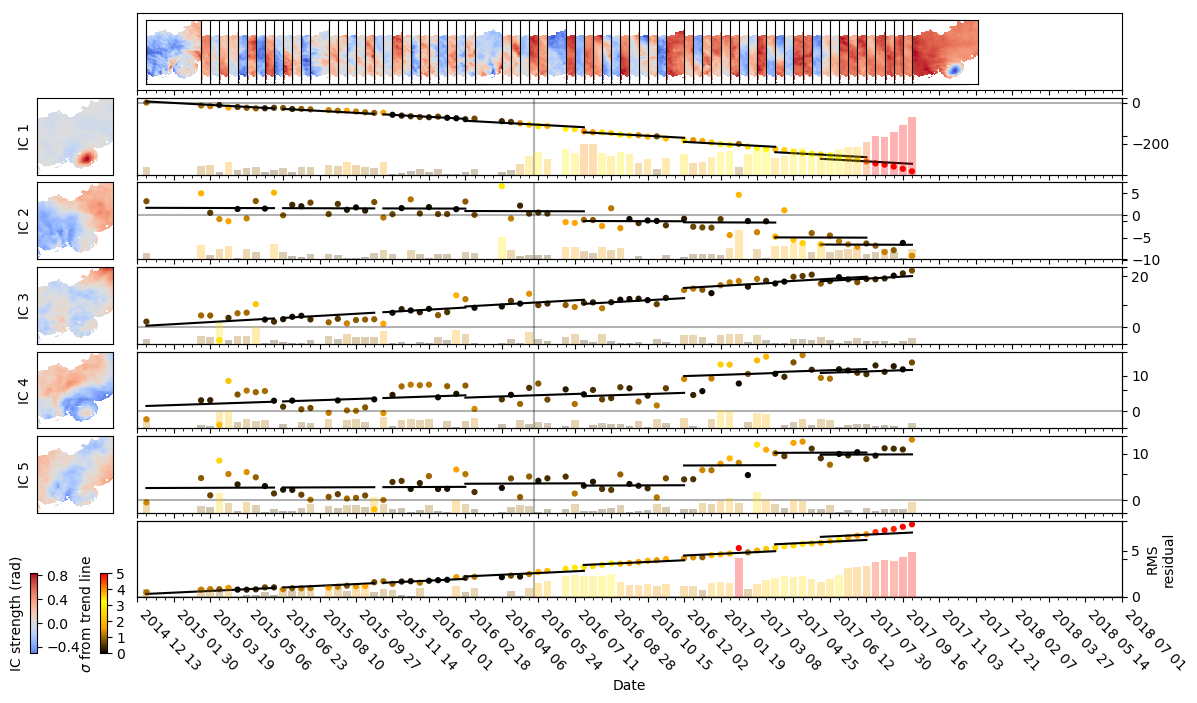 IC 1
0
−200
IC 2
5
0
−5
−10
IC 3
20
0
IC 4
10
0
IC 5
10
0
RMS
residual
5
0
IC strength (rad)
0.8
0.4
0.0
−0.4
σ from trend line
5
4
3
2
1
0
2014 12 13
2015 01 30
2015 03 19
2015 05 06
2015 06 23
2015 08 10
2015 09 27
2015 11 14
2016 01 01
2016 02 18
2016 04 06
2016 05 24
2016 07 11
2016 08 28
2016 10 15
2016 12 02
2017 01 19
2017 03 08
2017 04 25
2017 06 12
2017 07 30
2017 09 16
2017 11 03
2017 12 21
2018 02 07
2018 03 27
2018 05 14
2018 07 01
Date